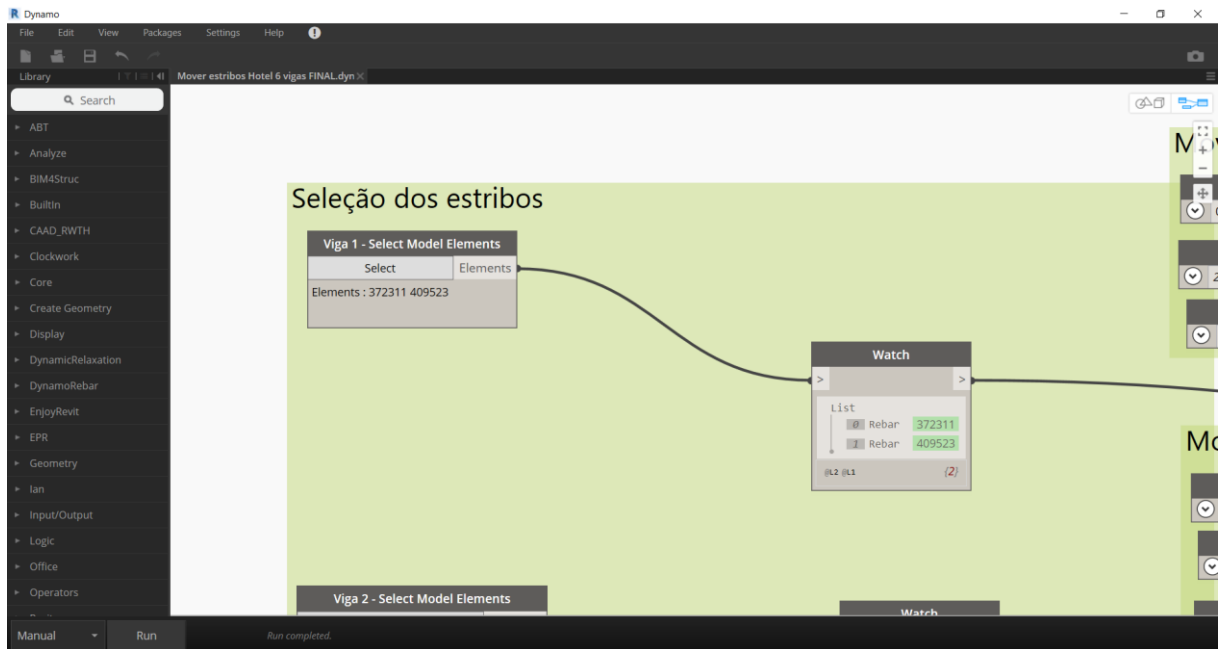 Dynamo
File Edit View Packages Settings Help
Library
Mover estribos Hotel 6 vigas FINAL.dyn
Search
ABT
Analyze
BIM4Struc
BuiltIn
CAAD_RWTH
Clockwork
Core
Create Geometry
Display
DynamicRelaxation
DynamoRebar
EnjoyRevit
EPR
Geometry
Ian
Input/Output
Logic
Office
Operators
Seleção dos estribos
Viga 1 - Select Model Elements
Select Elements
Elements : 372311 409523
Watch
> >
List
0 Rebar 372311
1 Rebar 409523
@L2 @L1 {2}
Viga 2 - Select Model Elements
Watch
Manual Run Run completed.